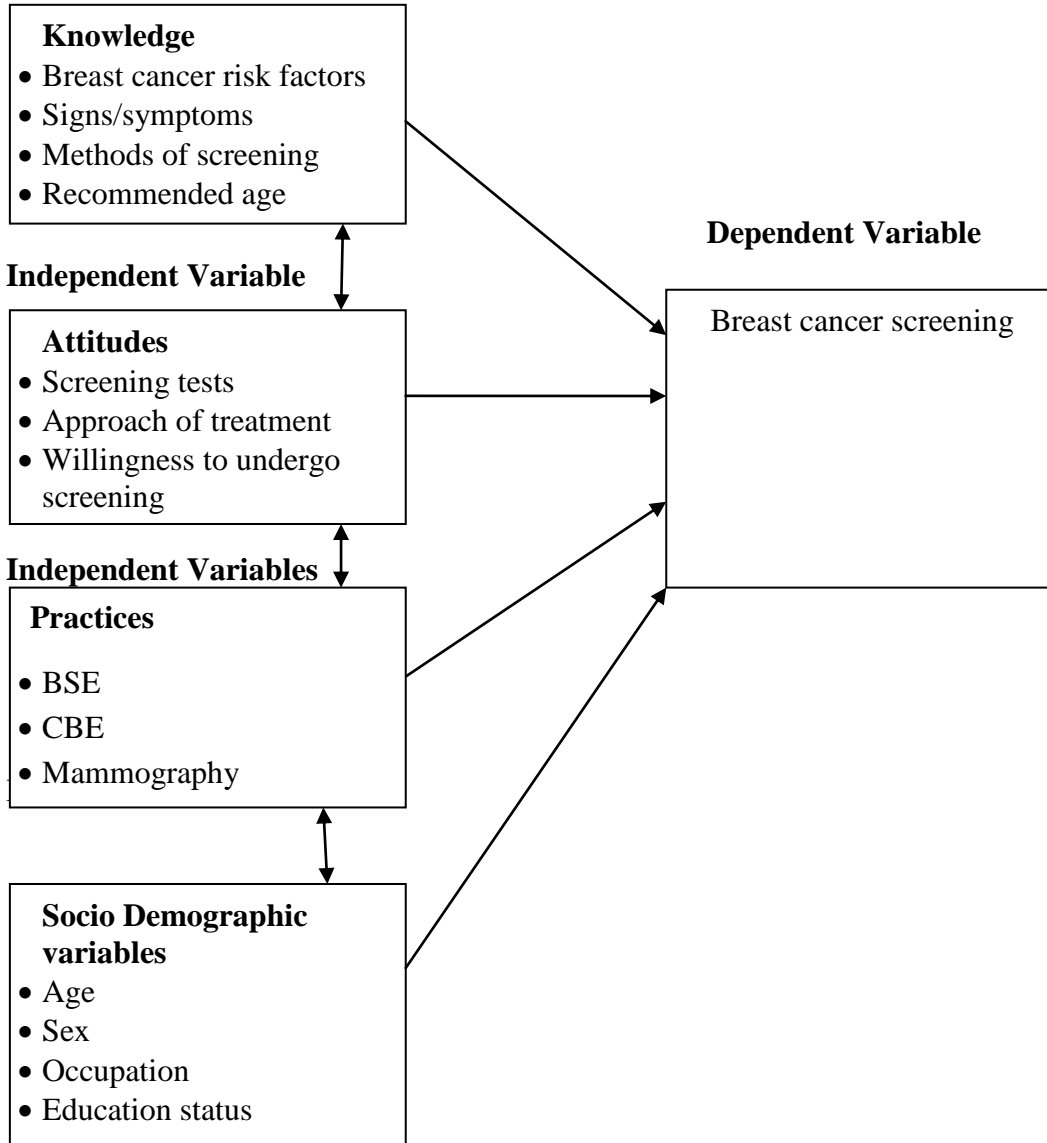 Knowledge
• Breast cancer risk factors
• Signs/symptoms
• Methods of screening
• Recommended age
Independent Variable
Attitudes
• Screening tests
• Approach of treatment
• Willingness to undergo
screening
Independent Variables
Practices
• BSE
• CBE
• Mammography
Socio Demographic
variables
• Age
• Sex
• Occupation
• Education status
Dependent Variable
Breast cancer screening